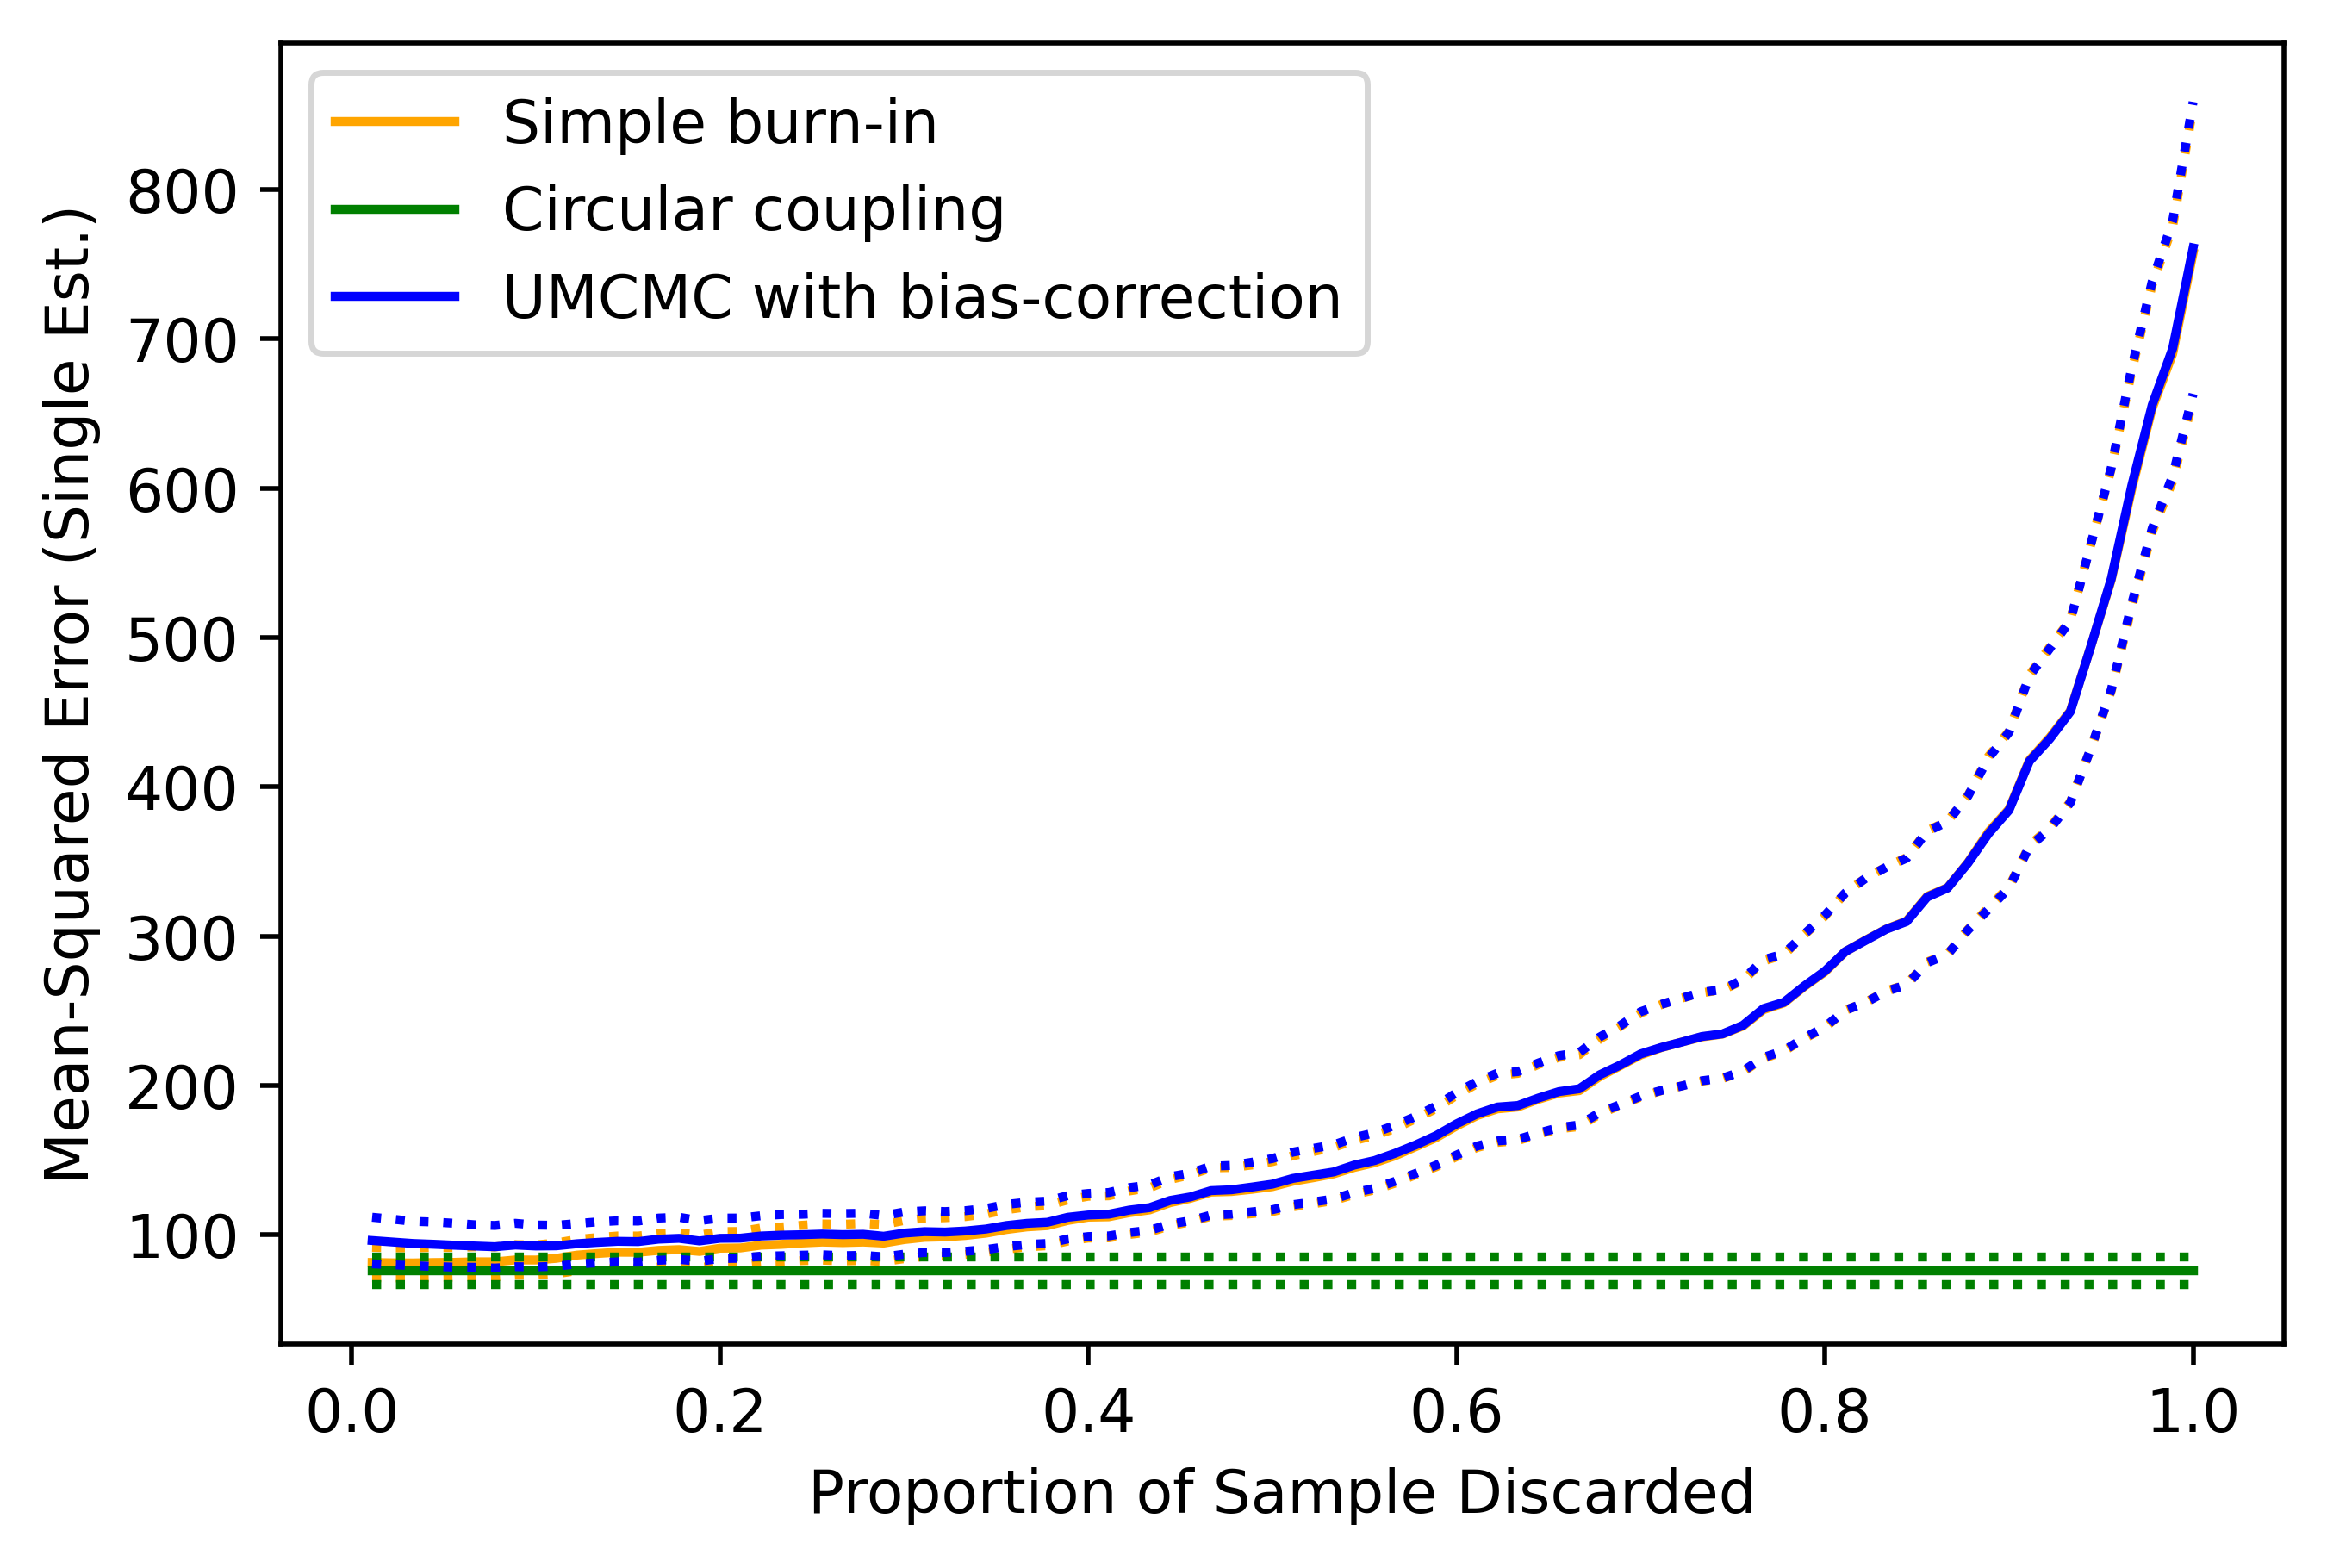 Simple burn-in
Circular coupling
UMCMC with bias-correction
Mean-Squared Error (Single Est.)
800
700
600
500
400
300
200
100
0.0 0.2 0.4 0.6 0.8 1.0
Proportion of Sample Discarded